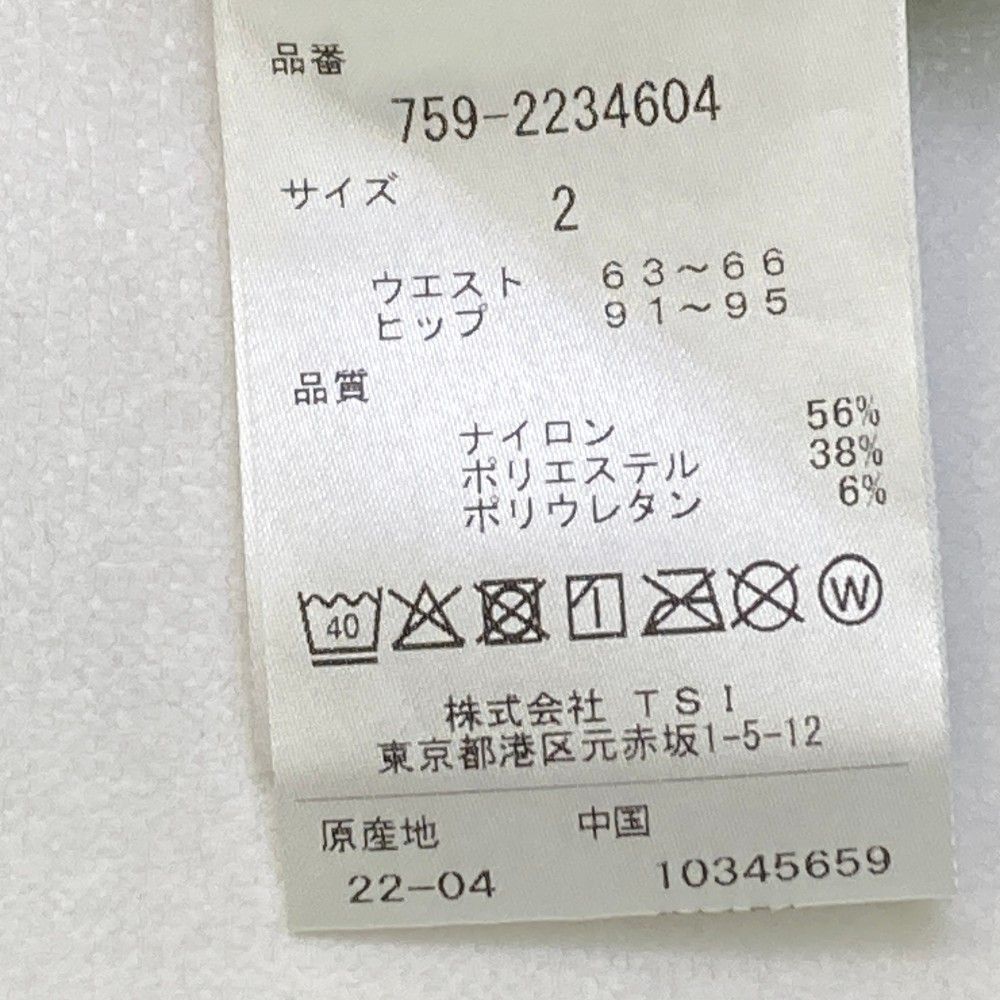 品番
759-2234604
サイズ 2
ウエスト 63～66
ヒップ 91～95
品質
ナイロン 56%
ポリエステル 38%
ポリウレタン 6%
40 W
株式会社 TSI
東京都港区元赤坂1-5-12
原産地 中国
22-04 10345659